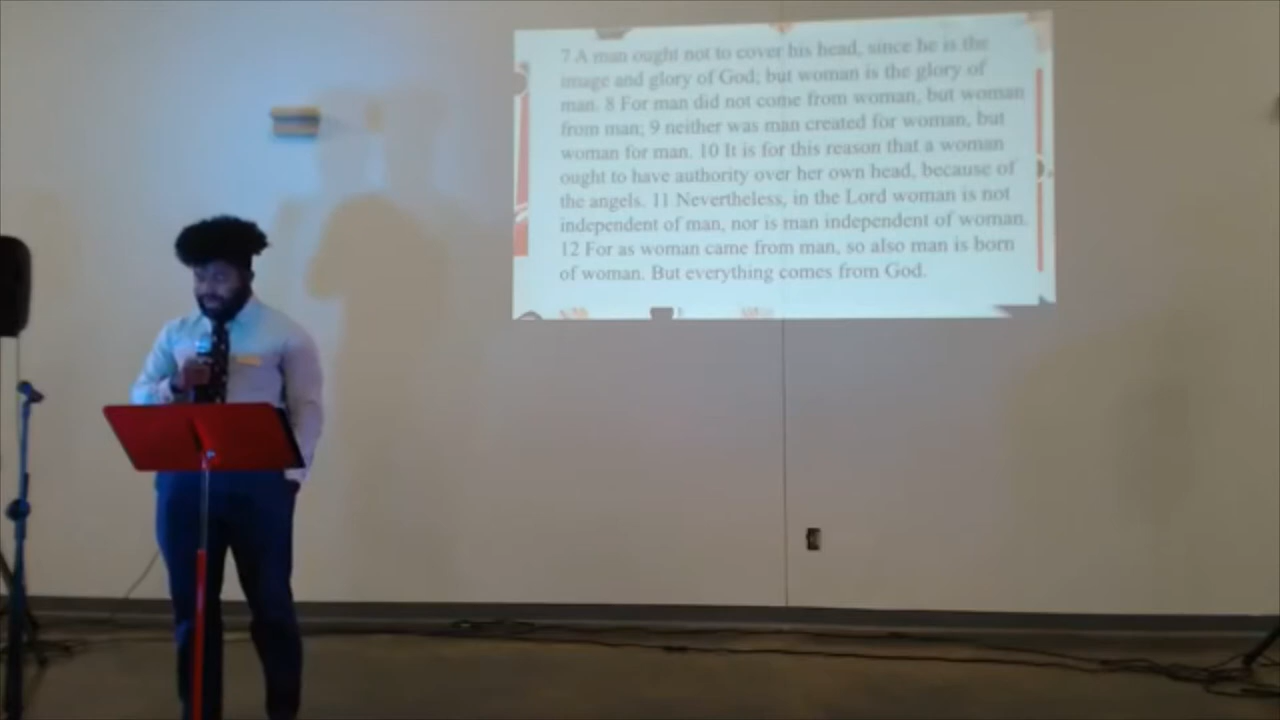 7 A man ought not to cover his head, since he is the
image and glory of God; but woman is the glory of
man. 8 For man did not come from woman, but woman
from man; 9 neither was man created for woman, but
woman for man. 10 It is for this reason that a woman
ought to have authority over her own head, because of
the angels. 11 Nevertheless, in the Lord woman is not
independent of man, nor is man independent of woman.
12 For as woman came from man, so also man is born
of woman. But everything comes from God.